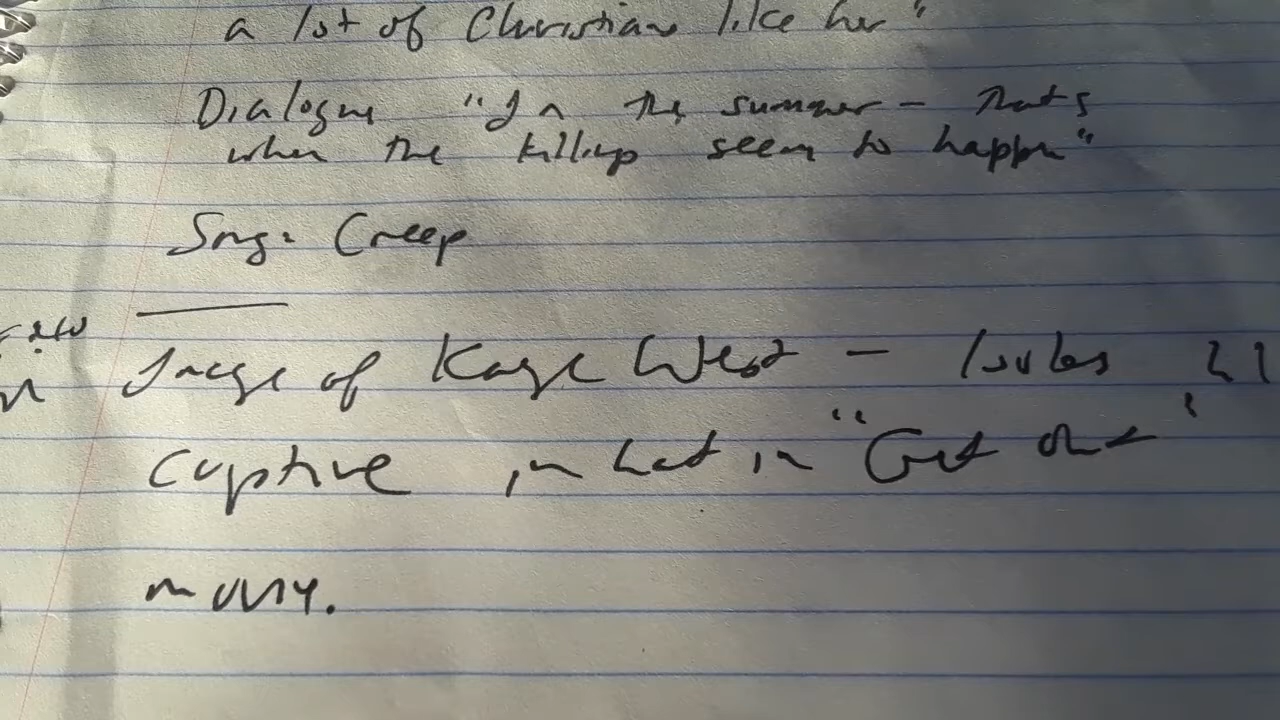 a lot of Christians like her"
Dialogue "In the summer - that's
when the killings seem to happen"
Song: Creep
Image of Kanye West - looks
captive in hat in "Get Out"
movie.